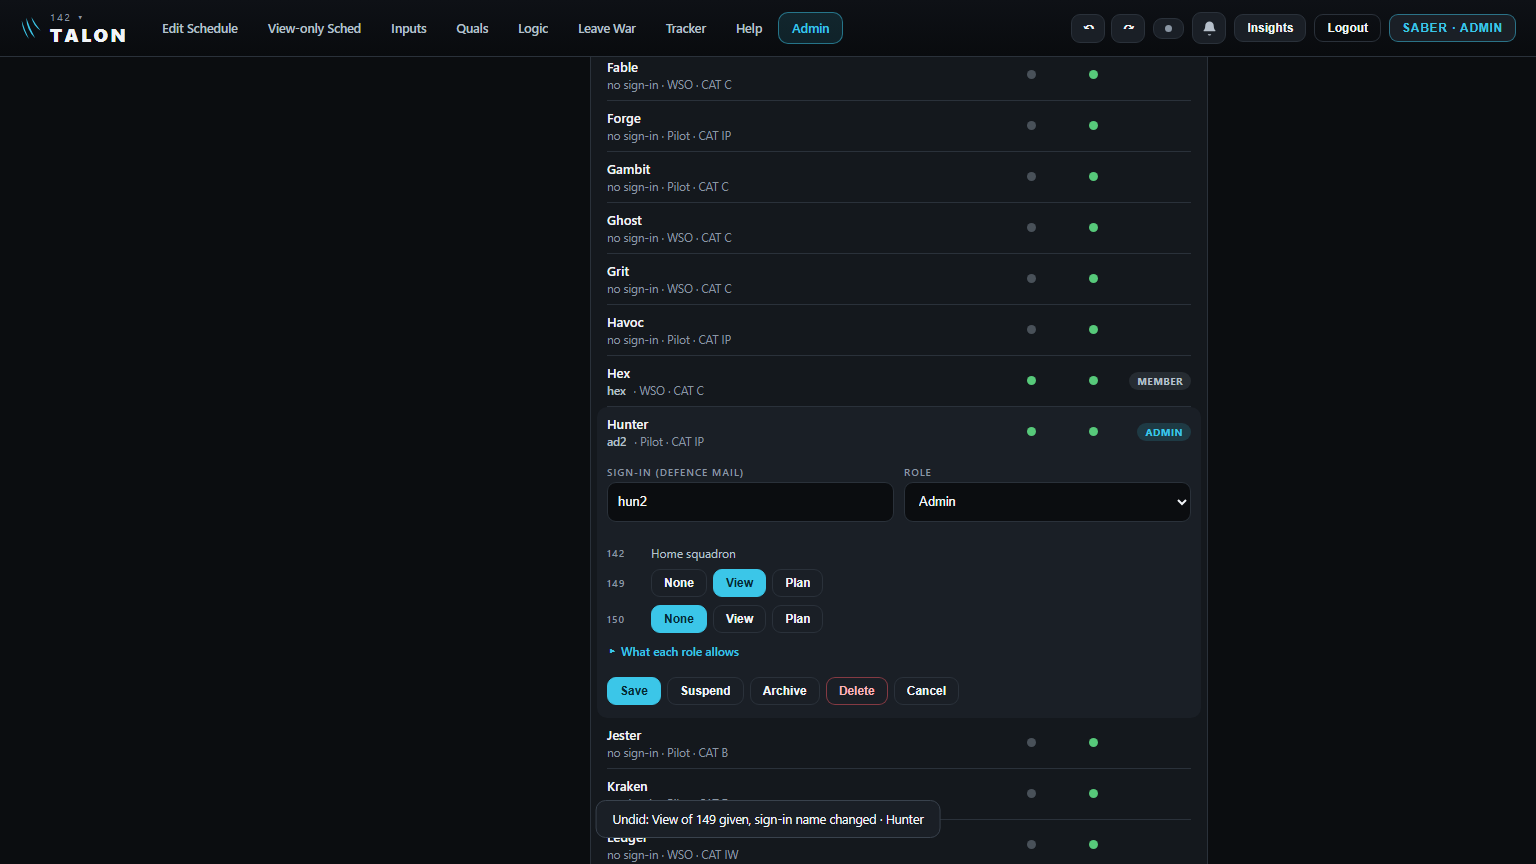 142 ▾
TALON
Edit Schedule
View-only Sched
Inputs
Quals
Logic
Leave War
Tracker
Help
Admin
Insights
Logout
SABER · ADMIN
Fable
no sign-in · WSO · CAT C
Forge
no sign-in · Pilot · CAT IP
Gambit
no sign-in · Pilot · CAT C
Ghost
no sign-in · WSO · CAT C
Grit
no sign-in · WSO · CAT C
Havoc
no sign-in · Pilot · CAT IP
Hex
hex · WSO · CAT C
MEMBER
Hunter
ad2 · Pilot · CAT IP
ADMIN
SIGN-IN (DEFENCE MAIL)
ROLE
hun2
Admin
142 Home squadron
149 None View Plan
150 None View Plan
▸ What each role allows
Save Suspend Archive Delete Cancel
Jester
no sign-in · Pilot · CAT B
Kraken
Undid: View of 149 given, sign-in name changed · Hunter
Ledger
no sign-in · WSO · CAT IW